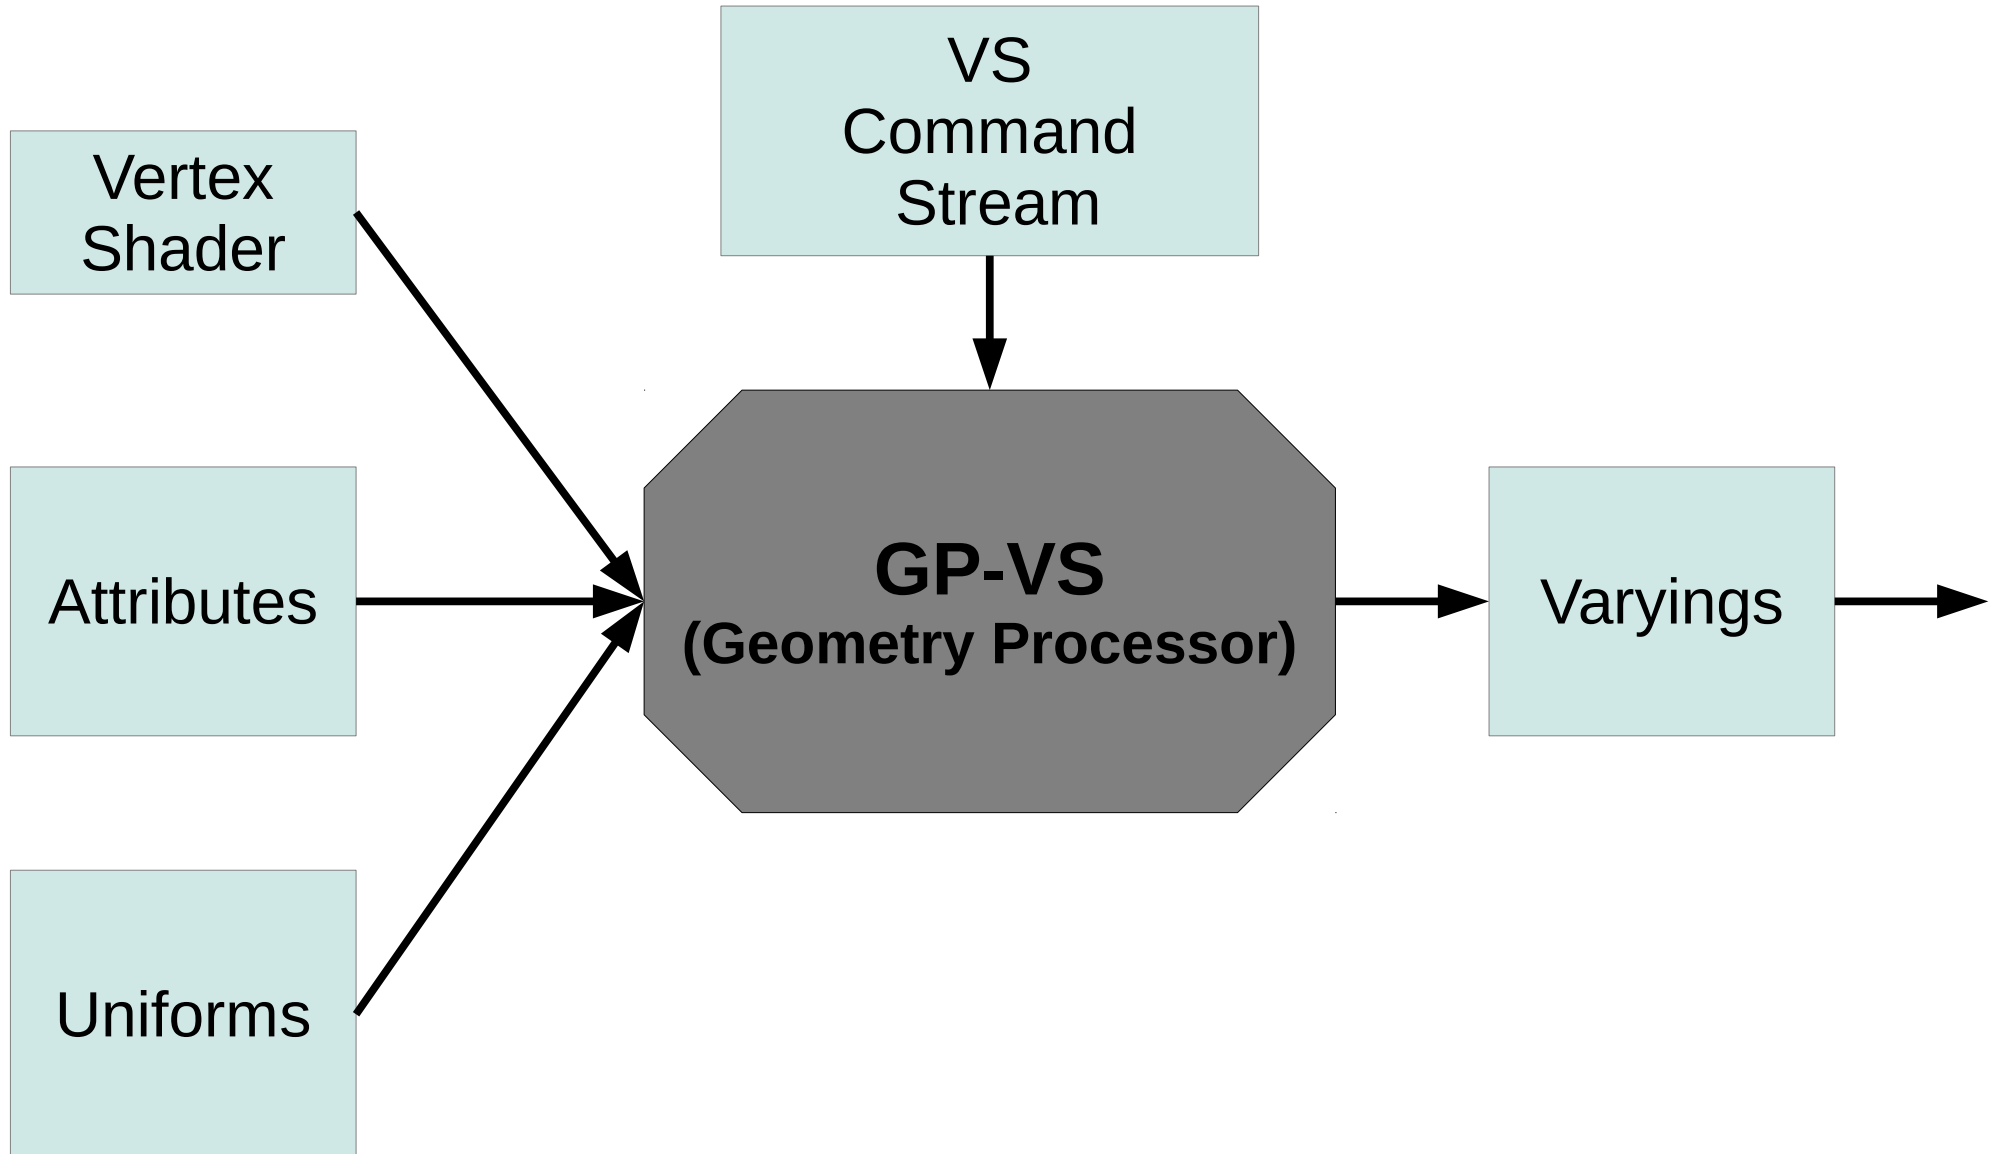 VS
Command
Stream
Vertex
Shader
Attributes
GP-VS
(Geometry Processor)
Varyings
Uniforms